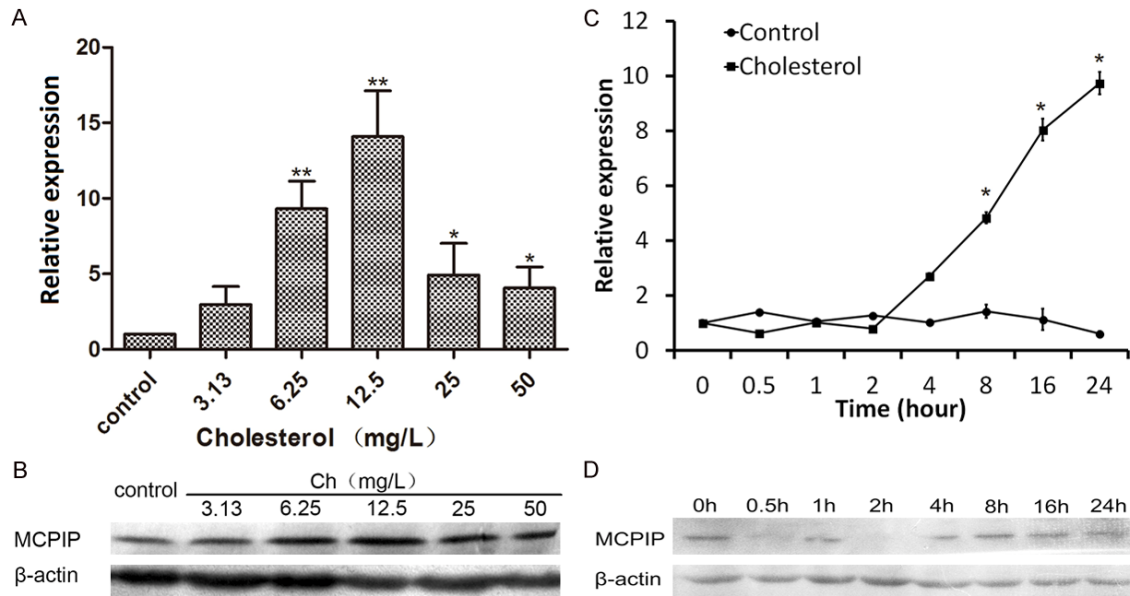 A
Relative expression
20
15
10
5
0
** ** * *
control 3.13 6.25 12.5 25 50
Cholesterol （mg/L）
B
control
Ch（mg/L）
3.13 6.25 12.5 25 50
MCPIP
β-actin
C
Relative expression
12
10
8
6
4
2
0
Control
Cholesterol
* * *
0 0.5 1 2 4 8 16 24
Time (hour)
D
0h 0.5h 1h 2h 4h 8h 16h 24h
MCPIP
β-actin